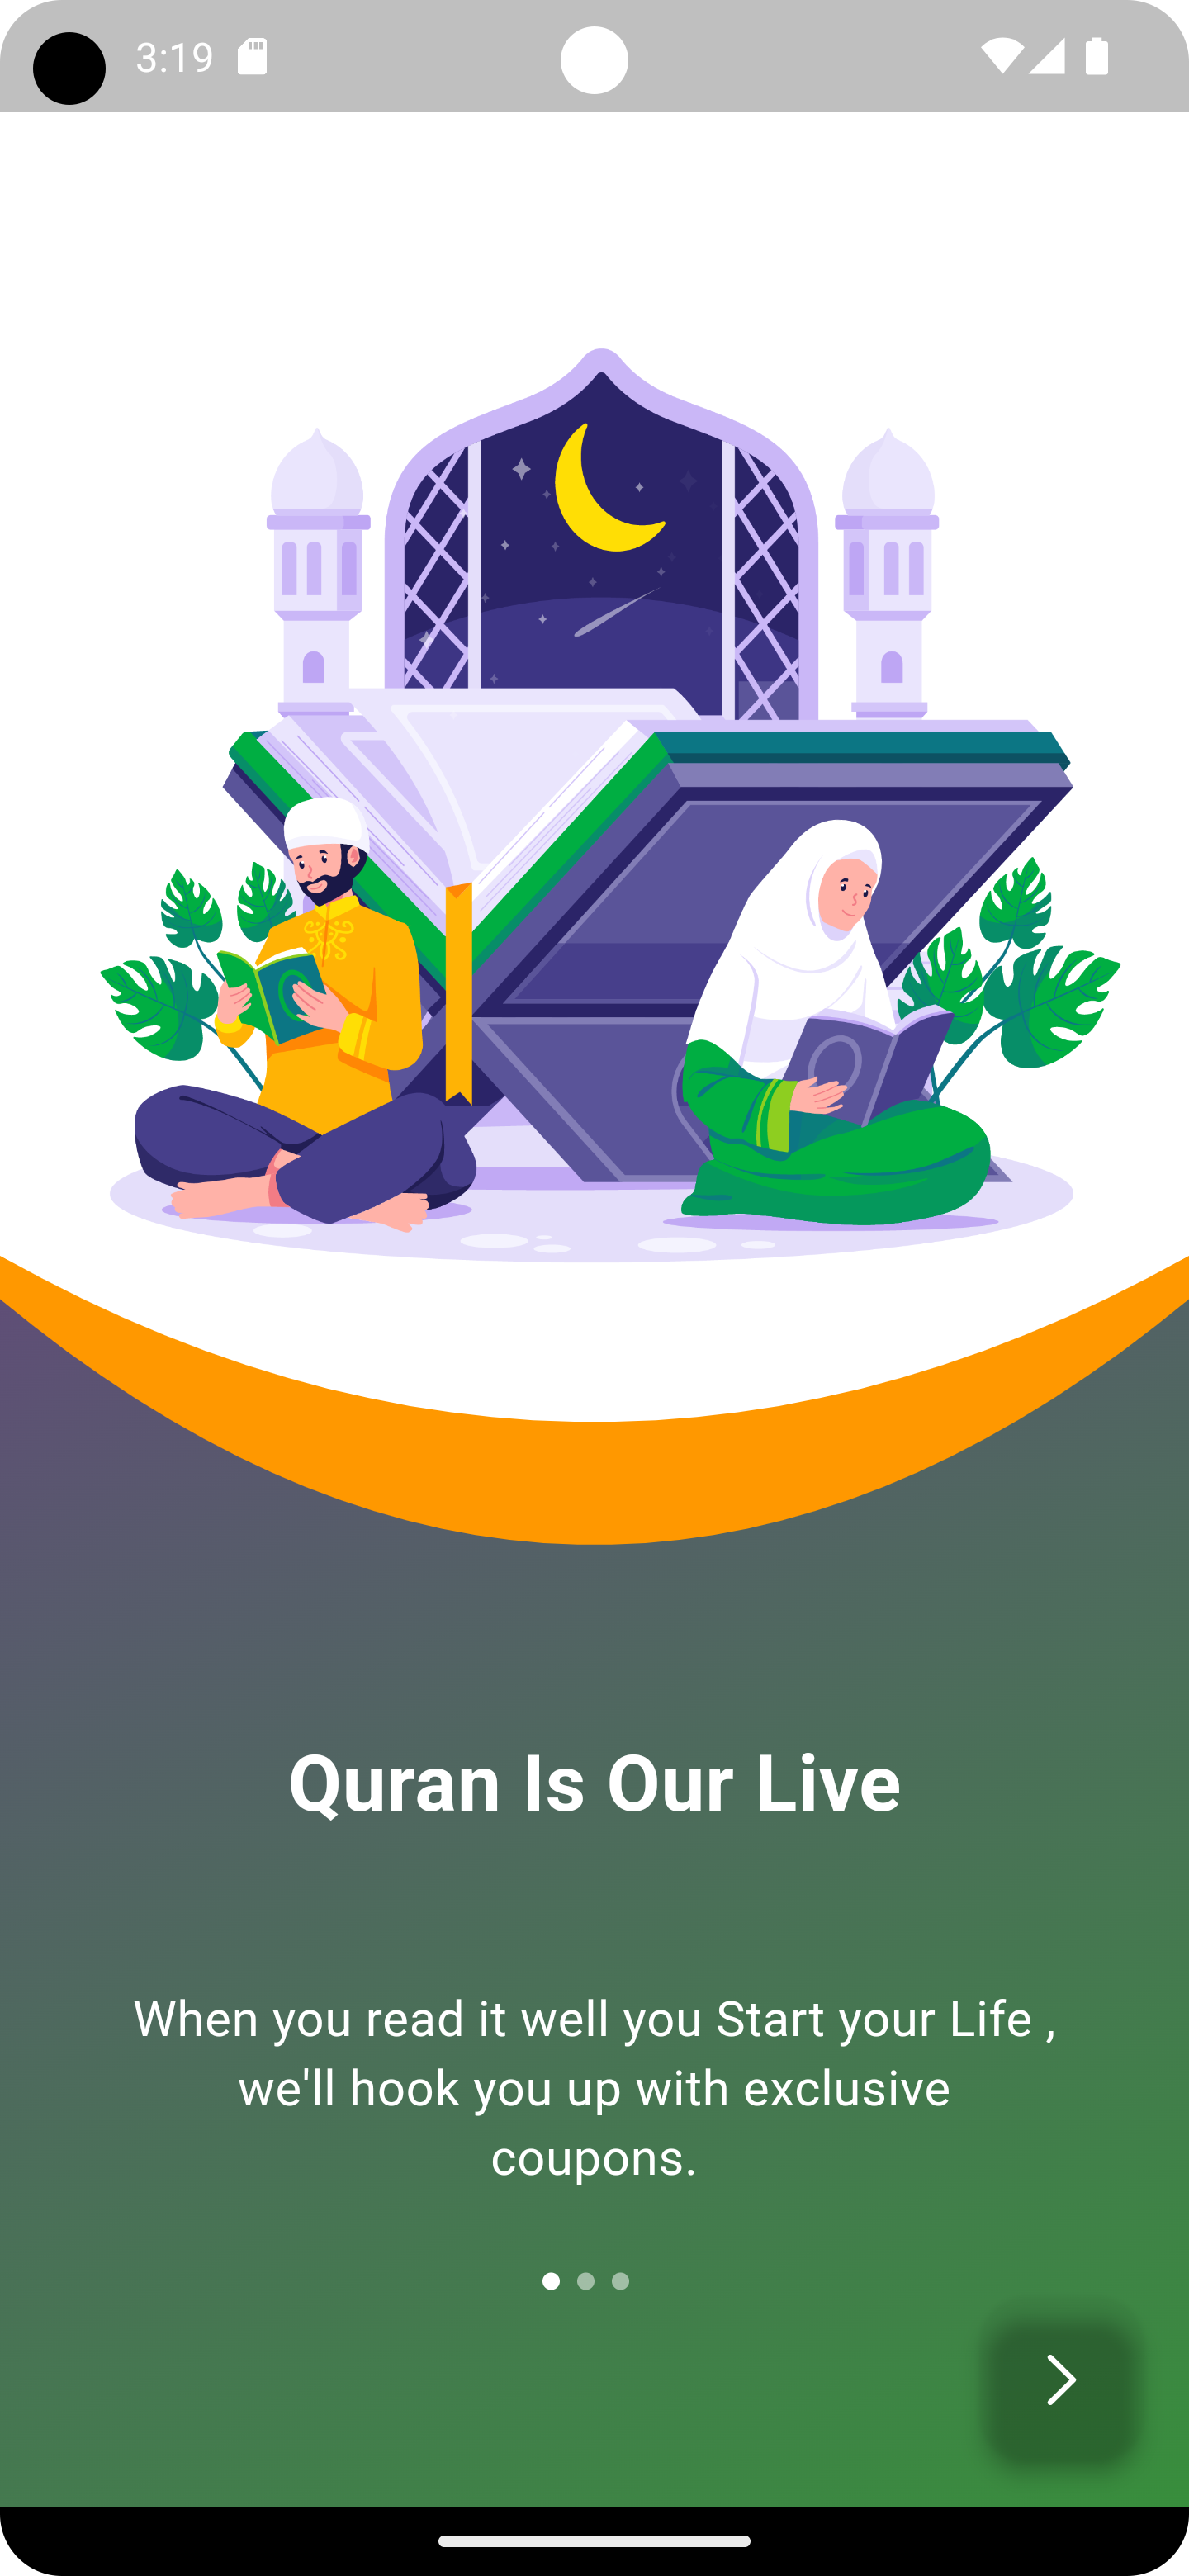 3:19
Quran Is Our Live
When you read it well you Start your Life ,
we'll hook you up with exclusive
coupons.